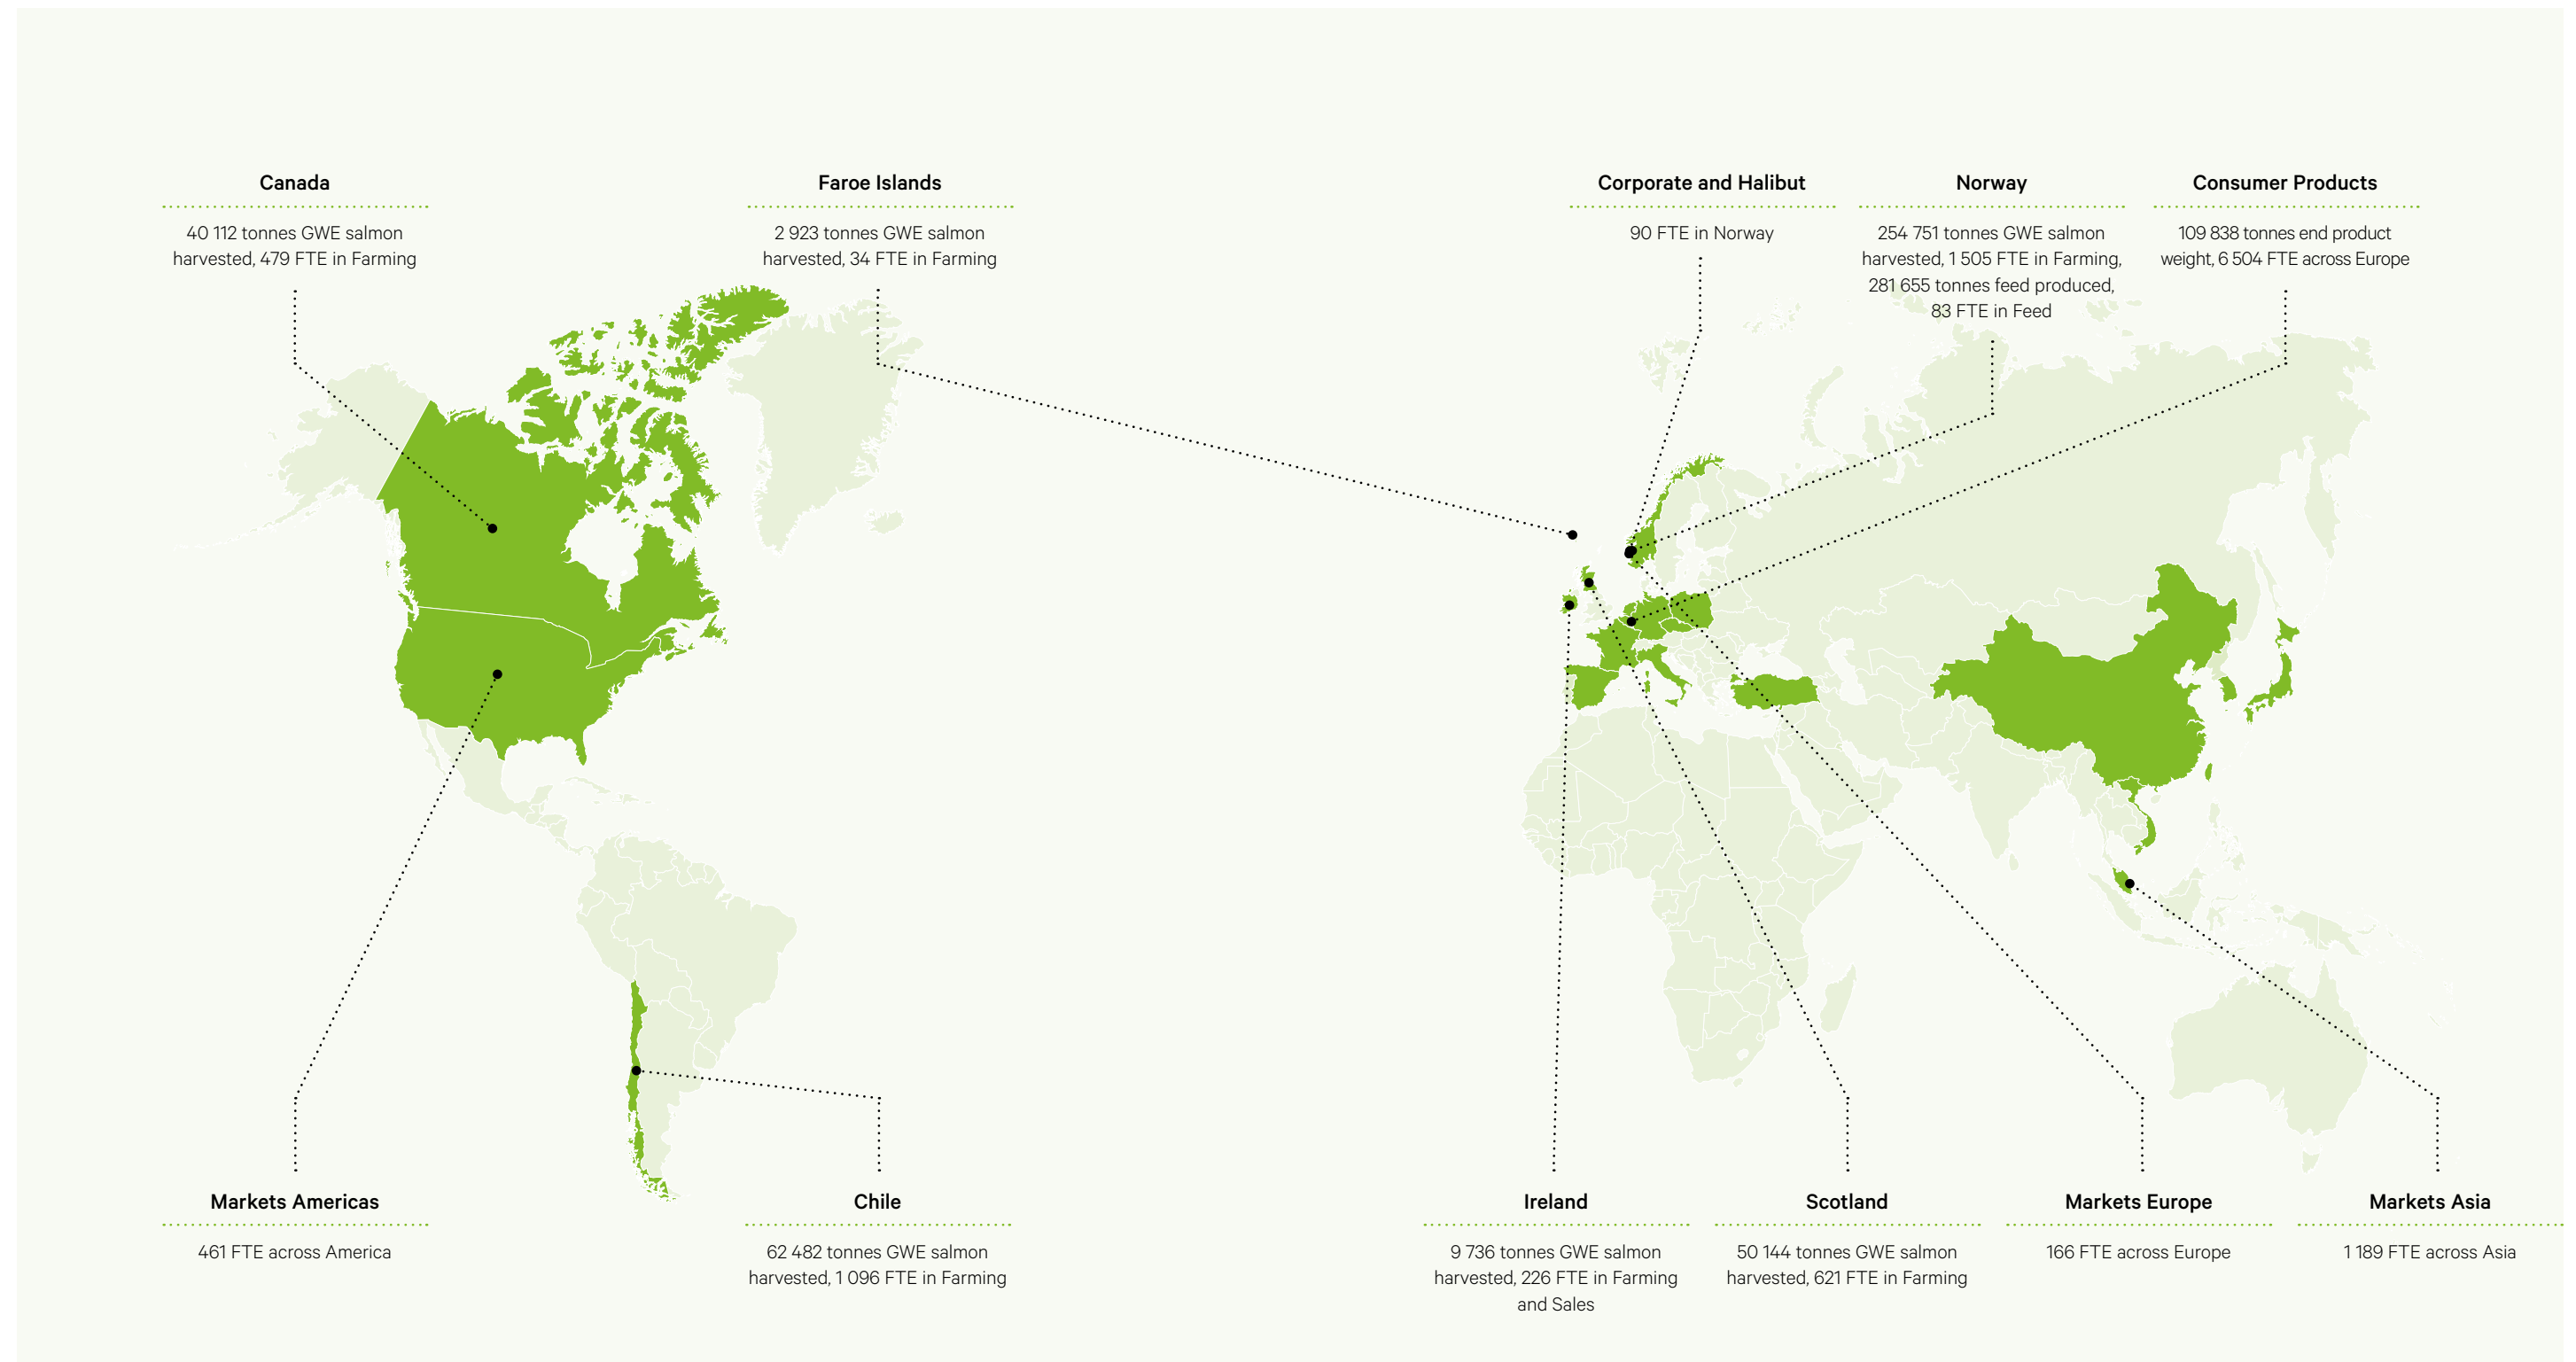 Canada
40 112 tonnes GWE salmon
harvested, 479 FTE in Farming
Faroe Islands
2 923 tonnes GWE salmon
harvested, 34 FTE in Farming
Corporate and Halibut
90 FTE in Norway
Norway
254 751 tonnes GWE salmon
harvested, 1 505 FTE in Farming,
281 655 tonnes feed produced,
83 FTE in Feed
Consumer Products
109 838 tonnes end product
weight, 6 504 FTE across Europe
Markets Americas
461 FTE across America
Chile
62 482 tonnes GWE salmon
harvested, 1 096 FTE in Farming
Ireland
9 736 tonnes GWE salmon
harvested, 226 FTE in Farming
and Sales
Scotland
50 144 tonnes GWE salmon
harvested, 621 FTE in Farming
Markets Europe
166 FTE across Europe
Markets Asia
1 189 FTE across Asia